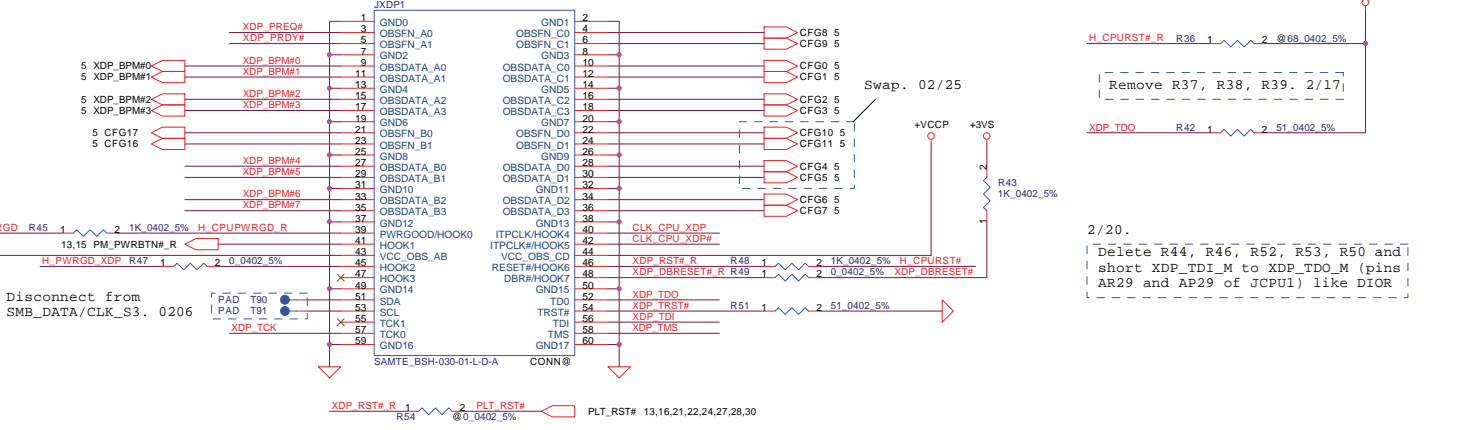 JXDP1
1 GND0 GND1 2
XDP_PREQ# 3 OBSFN_A0 OBSFN_C0 4 CFG8 5
XDP_PRDY# 5 OBSFN_A1 OBSFN_C1 6 CFG9 5
7 GND2 GND3 8
5 XDP_BPM#0 XDP_BPM#0 9 OBSDATA_A0 OBSDATA_C0 10 CFG0 5
5 XDP_BPM#1 XDP_BPM#1 11 OBSDATA_A1 OBSDATA_C1 12 CFG1 5
13 GND4 GND5 14
5 XDP_BPM#2 XDP_BPM#2 15 OBSDATA_A2 OBSDATA_C2 16 CFG2 5
5 XDP_BPM#3 XDP_BPM#3 17 OBSDATA_A3 OBSDATA_C3 18 CFG3 5
19 GND6 GND7 20
5 CFG17 21 OBSFN_B0 OBSFN_D0 22 CFG10 5
5 CFG16 23 OBSFN_B1 OBSFN_D1 24 CFG11 5
25 GND8 GND9 26
XDP_BPM#4 27 OBSDATA_B0 OBSDATA_D0 28 CFG4 5
XDP_BPM#5 29 OBSDATA_B1 OBSDATA_D1 30 CFG5 5
31 GND10 GND11 32
XDP_BPM#6 33 OBSDATA_B2 OBSDATA_D2 34 CFG6 5
XDP_BPM#7 35 OBSDATA_B3 OBSDATA_D3 36 CFG7 5
37 GND12 GND13 38
RGD R45 1 2 1K_0402_5% H_CPUPWRGD_R 39 PWRGOOD/HOOK0 ITPCLK/HOOK4 40 CLK_CPU_XDP
13,15 PM_PWRBTN#_R 41 HOOK1 ITPCLK#/HOOK5 42 CLK_CPU_XDP#
43 VCC_OBS_AB VCC_OBS_CD 44
H_PWRGD_XDP R47 1 2 0_0402_5% 45 HOOK2 RESET#/HOOK6 46 XDP_RST#_R R48 1 2 1K_0402_5% H_CPURST#
47 HOOK3 DBR#/HOOK7 48 XDP_DBRESET#_R R49 1 2 0_0402_5% XDP_DBRESET#
49 GND14 GND15 50
PAD T90 51 SDA TD0 52 XDP_TDO
PAD T91 53 SCL TRST# 54 XDP_TRST# R51 1 2 51_0402_5%
55 TCK1 TDI 56 XDP_TDI
XDP_TCK 57 TCK0 TMS 58 XDP_TMS
59 GND16 GND17 60
SAMTE_BSH-030-01-L-D-A CONN@
Disconnect from
SMB_DATA/CLK_S3. 0206
XDP_RST#_R 1 2 PLT_RST# PLT_RST# 13,16,21,22,24,27,28,30
R54 @0_0402_5%
Swap. 02/25
+VCCP +3VS
2
R43
1K_0402_5%
1
H_CPURST#_R R36 1 2 @68_0402_5%
Remove R37, R38, R39. 2/17
XDP_TDO R42 1 2 51_0402_5%
2/20.
Delete R44, R46, R52, R53, R50 and
short XDP_TDI_M to XDP_TDO_M (pins
AR29 and AP29 of JCPU1) like DIOR